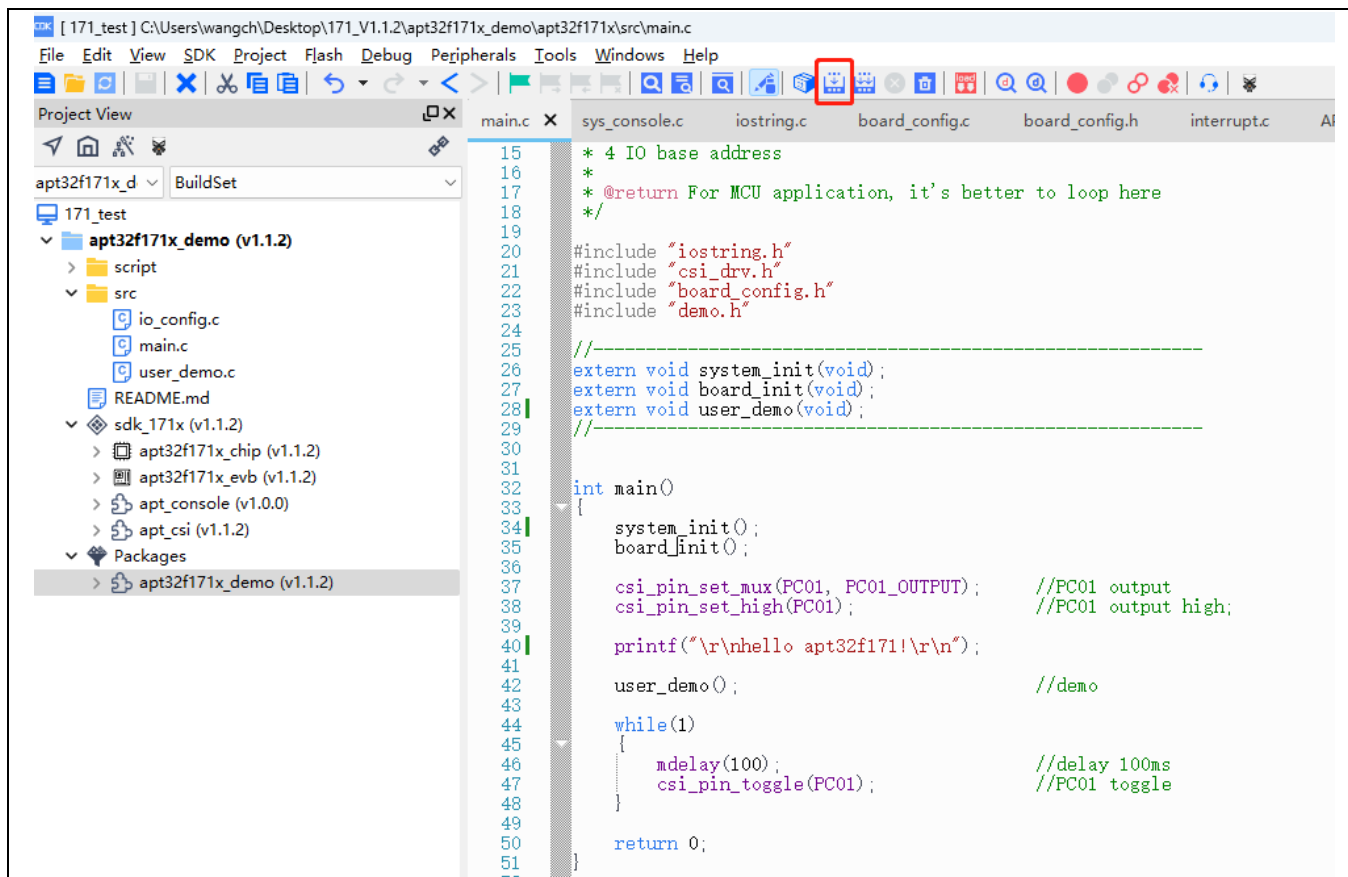 CDK [ 171_test ] C:\Users\wangch\Desktop\171_V1.1.2\apt32f171x_demo\apt32f171x\src\main.c
File Edit View SDK Project Flash Debug Peripherals Tools Windows Help
load
Project View
main.c sys_console.c iostring.c board_config.c board_config.h interrupt.c
apt32f171x_d BuildSet
171_test
apt32f171x_demo (v1.1.2)
script
src
io_config.c
main.c
user_demo.c
README.md
sdk_171x (v1.1.2)
apt32f171x_chip (v1.1.2)
apt32f171x_evb (v1.1.2)
apt_console (v1.0.0)
apt_csi (v1.1.2)
Packages
apt32f171x_demo (v1.1.2)
15 * 4 IO base address
16 *
17 * @return For MCU application, it's better to loop here
18 */
19
20 #include "iostring.h"
21 #include "csi_drv.h"
22 #include "board_config.h"
23 #include "demo.h"
24
25 //----------------------------------------------------------
26 extern void system_init(void);
27 extern void board_init(void);
28 extern void user_demo(void);
29 //----------------------------------------------------------
30
31
32 int main()
33 {
34 system_init();
35 board_init();
36
37 csi_pin_set_mux(PC01, PC01_OUTPUT); //PC01 output
38 csi_pin_set_high(PC01); //PC01 output high;
39
40 printf("\r\nhello apt32f171!\r\n");
41
42 user_demo(); //demo
43
44 while(1)
45 {
46 mdelay(100); //delay 100ms
47 csi_pin_toggle(PC01); //PC01 toggle
48 }
49
50 return 0;
51 }